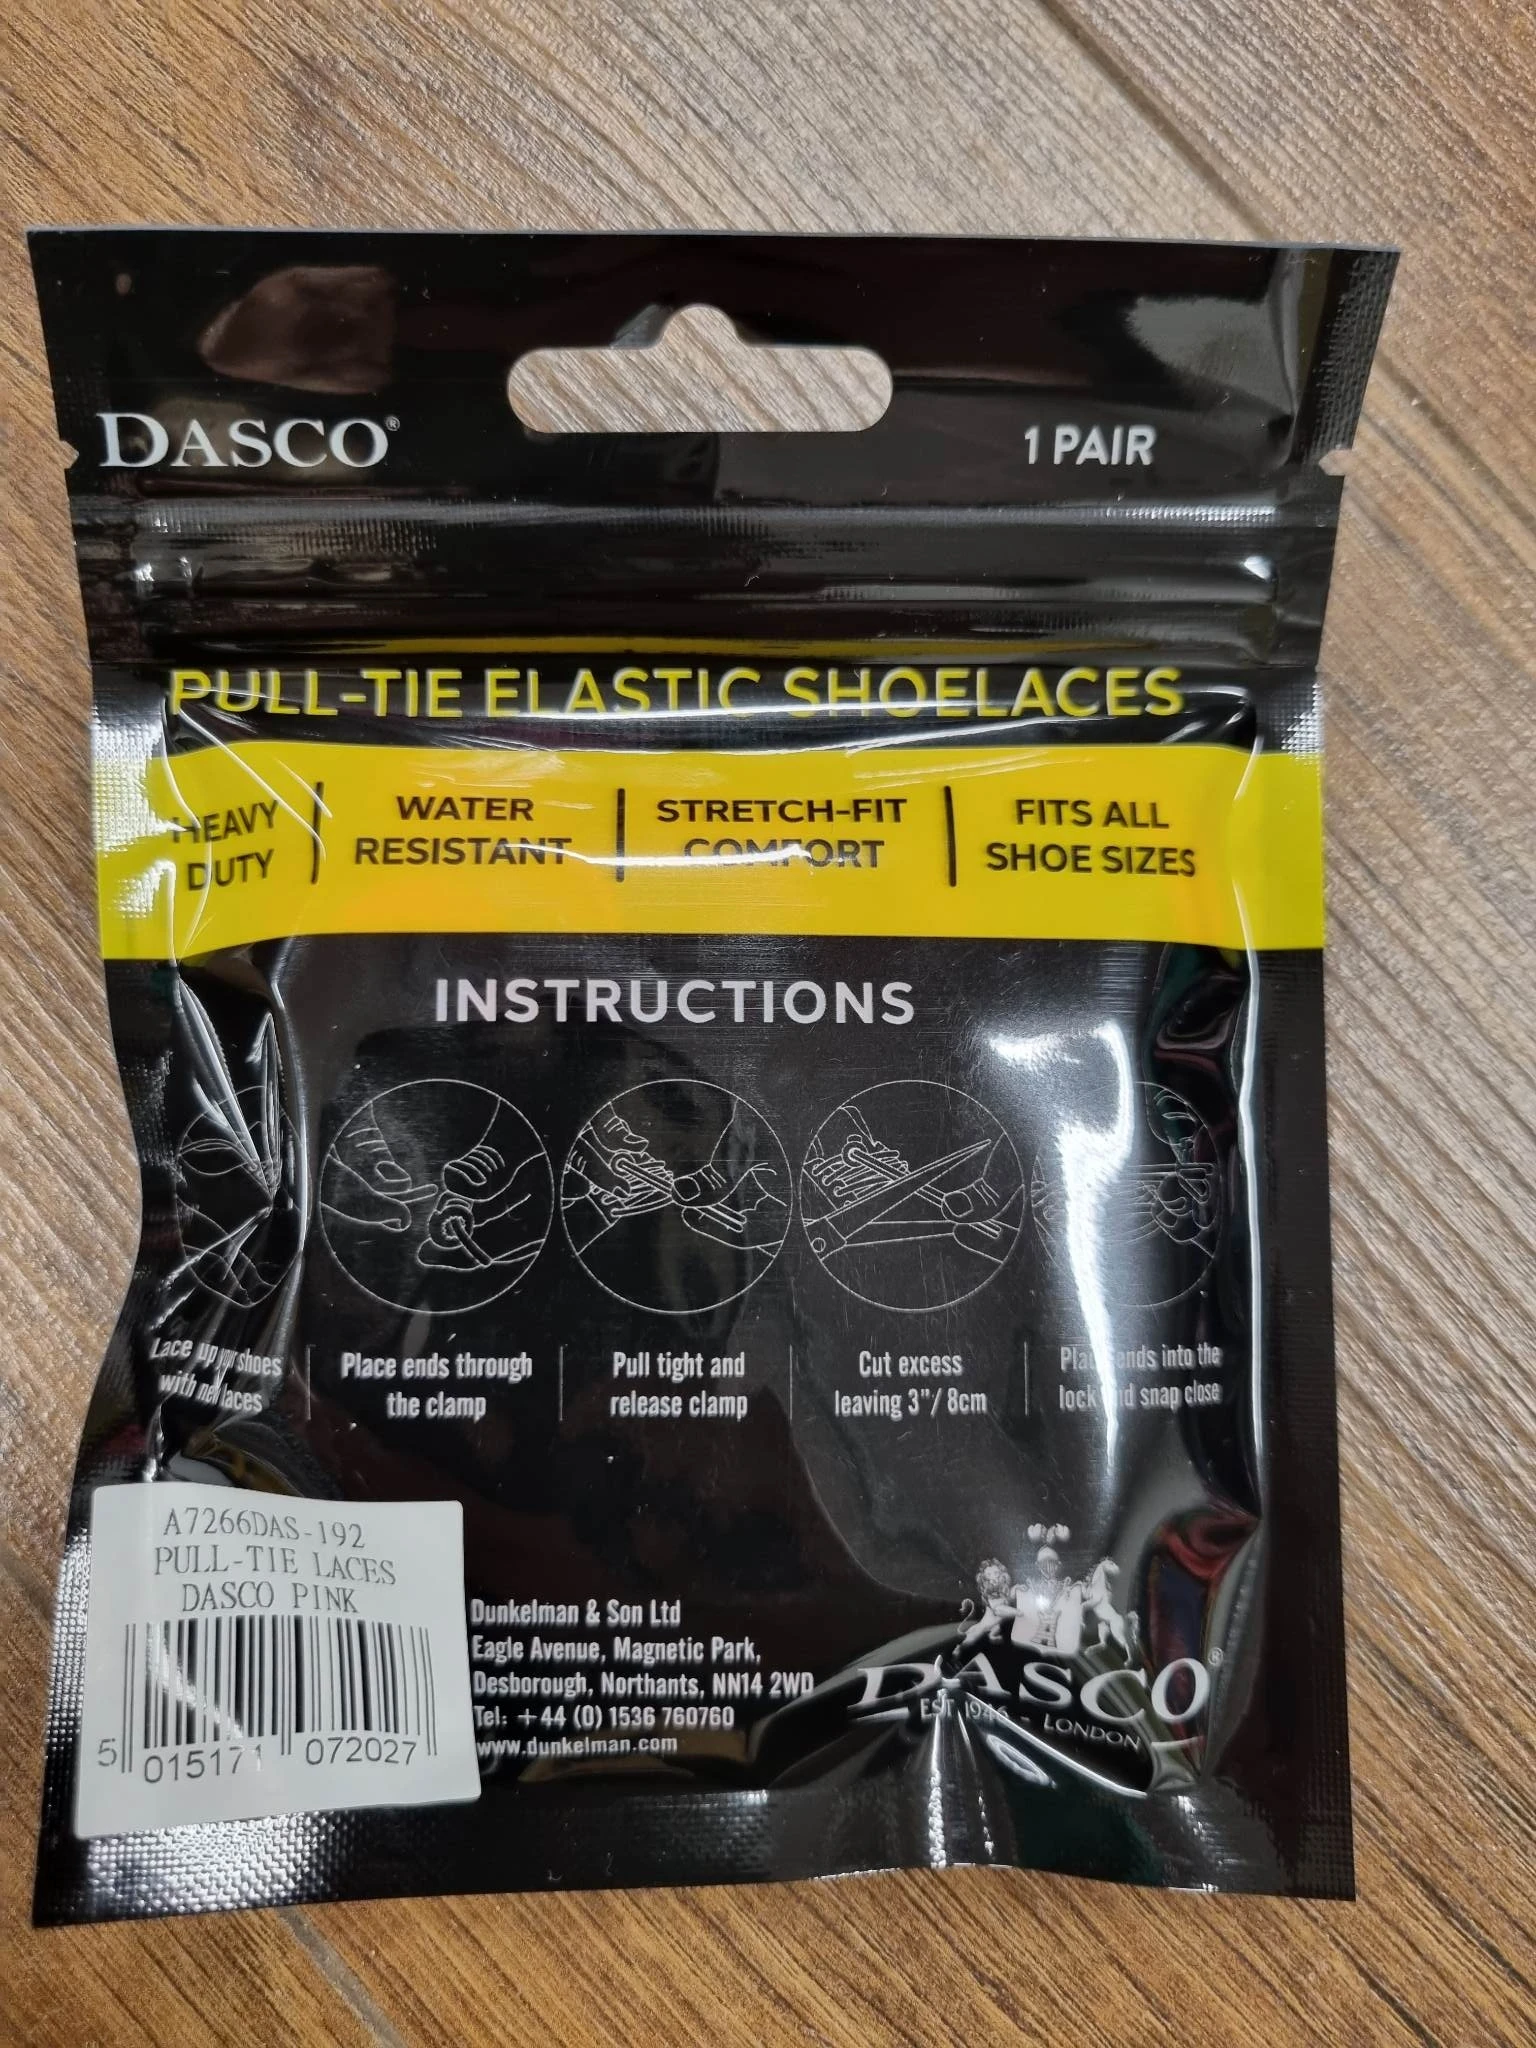 DASCO®
1 PAIR
PULL-TIE ELASTIC SHOELACES
HEAVY
DUTY
WATER
RESISTANT
STRETCH-FIT
COMFORT
FITS ALL
SHOE SIZES
INSTRUCTIONS
Lace up your shoes
with new laces
Place ends through
the clamp
Pull tight and
release clamp
Cut excess
leaving 3"/ 8cm
Place ends into the
lock and snap close
A7266DAS-192
PULL-TIE LACES
DASCO PINK
5 015171 072027
Dunkelman & Son Ltd
Eagle Avenue, Magnetic Park,
Desborough, Northants, NN14 2WD
Tel: +44 (0) 1536 760760
www.dunkelman.com
DASCO®
EST 1946 - LONDON